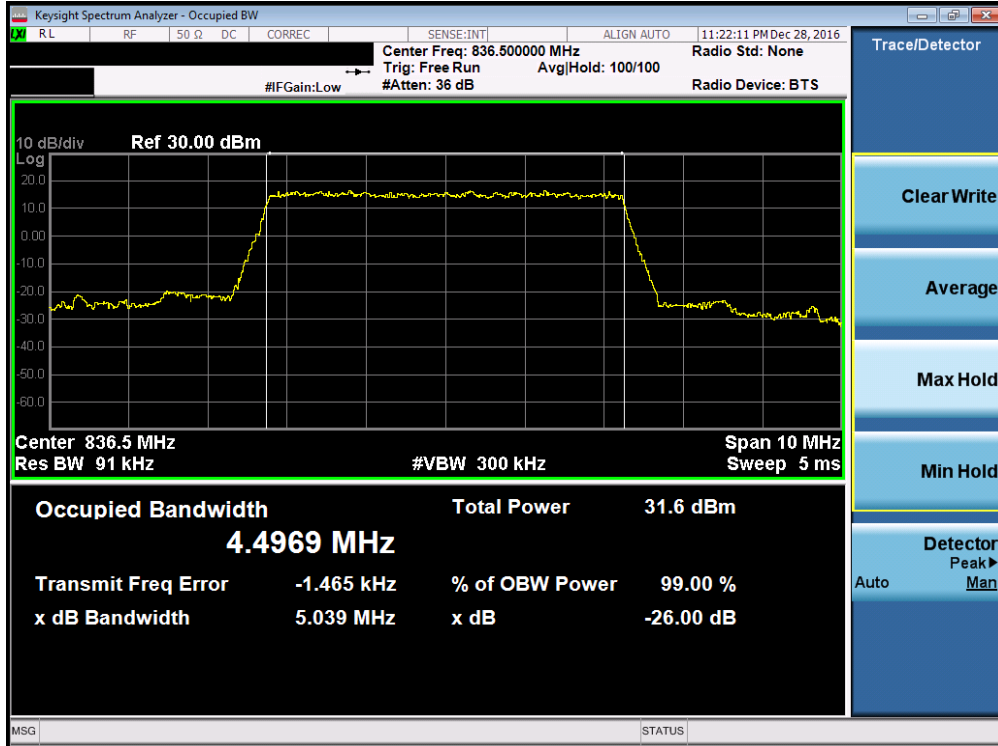 Keysight Spectrum Analyzer - Occupied BW
LXI RL RF 50 Ω DC CORREC SENSE:INT ALIGN AUTO 11:22:11 PM Dec 28, 2016
Center Freq: 836.500000 MHz Radio Std: None
Trig: Free Run Avg|Hold: 100/100
#IFGain:Low #Atten: 36 dB Radio Device: BTS
10 dB/div Ref 30.00 dBm
Log
20.0
10.0
0.00
-10.0
-20.0
-30.0
-40.0
-50.0
-60.0
Center 836.5 MHz Span 10 MHz
Res BW 91 kHz #VBW 300 kHz Sweep 5 ms
Occupied Bandwidth Total Power 31.6 dBm
4.4969 MHz
Transmit Freq Error -1.465 kHz % of OBW Power 99.00 %
x dB Bandwidth 5.039 MHz x dB -26.00 dB
MSG STATUS
Trace/Detector
Clear Write
Average
Max Hold
Min Hold
Detector
Peak▶
Auto Man